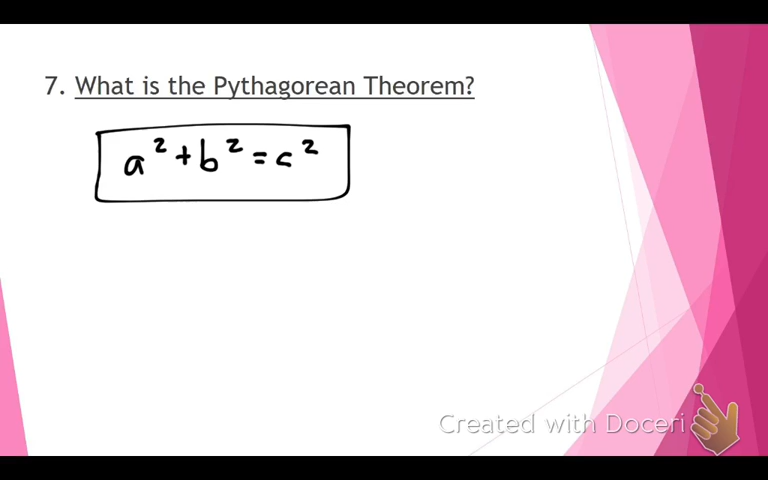 7. What is the Pythagorean Theorem?
a² + b² = c²
Created with Doceri